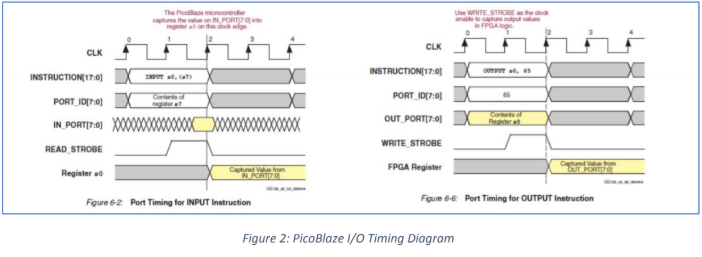 The PicoBlaze microcontroller
captures the value on IN_PORT[7:0] into
register s0 on this clock edge.
0 1 2 3 4
CLK
INSTRUCTION[17:0]
INPUT s0,(s7)
PORT_ID[7:0]
Contents of
register s7
IN_PORT[7:0]
READ_STROBE
Register s0
Captured Value from
IN_PORT[7:0]
Figure 6-2: Port Timing for INPUT Instruction
Use WRITE_STROBE as the clock
enable to capture output values
in FPGA logic.
0 1 2 3 4
CLK
INSTRUCTION[17:0]
OUTPUT s0, 65
PORT_ID[7:0]
65
OUT_PORT[7:0]
Contents of
WRITE_STROBE
FPGA Register
Captured Value from
OUT_PORT[7:0]
Figure 6-6: Port Timing for OUTPUT Instruction
Figure 2: PicoBlaze I/O Timing Diagram